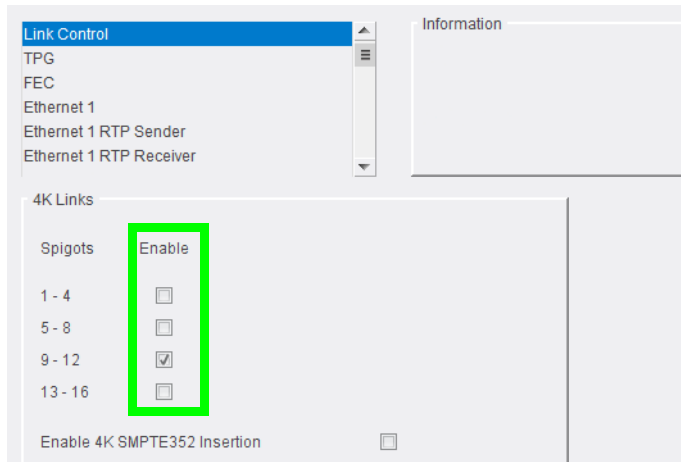 Link Control
TPG
FEC
Ethernet 1
Ethernet 1 RTP Sender
Ethernet 1 RTP Receiver
Information
4K Links
Spigots Enable
1 - 4
5 - 8
9 - 12
13 - 16
Enable 4K SMPTE352 Insertion